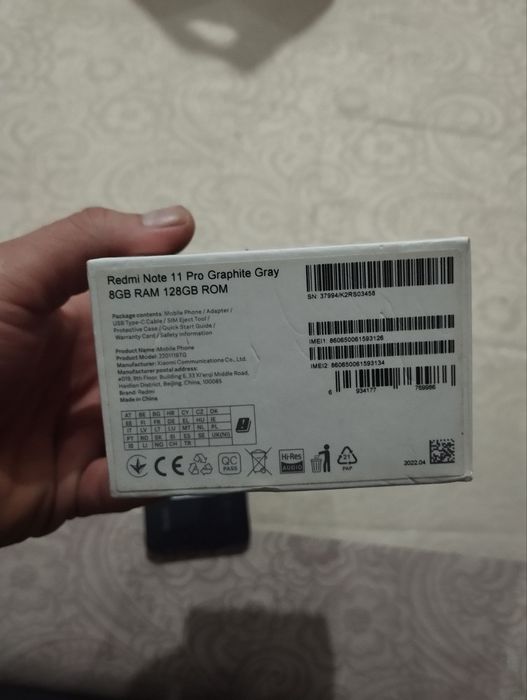 Redmi Note 11 Pro Graphite Gray
8GB RAM 128GB ROM
Package contents: Mobile Phone / Adapter /
USB Type-C Cable / SIM Eject Tool /
Protective Case / Quick Start Guide /
Warranty Card / Safety Information
Product Name: Mobile Phone
Product Model: 2201116TG
Manufacturer: Xiaomi Communications Co., Ltd.
Manufacturer postal address:
#019, 9th Floor, Building 6, 33 Xi'erqi Middle Road,
Haidian District, Beijing, China, 100085
Brand: Redmi
Made in China
SN: 37994/K2RS03458
IMEI1: 860650061593126
IMEI2: 860650061593134
6 934177 769986
AT BE BG HR CY CZ DK
EE FI FR DE EL HU IE
IT LV LT LU MT NL PL
PT RO SK SI ES SE UK(NI)
IS LI NO CH TR
CE
QC
PASS
Hi-Res
AUDIO
21
PAP
2022.04